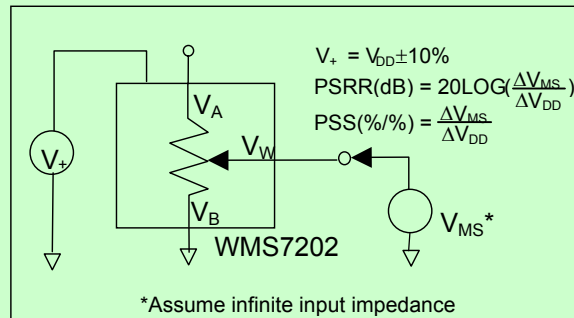 V+ = VDD±10%
PSRR(dB) = 20LOG(ΔVMS/ΔVDD)
PSS(%/%) = ΔVMS/ΔVDD
VA
V+
VW
VB
VMS*
WMS7202
*Assume infinite input impedance